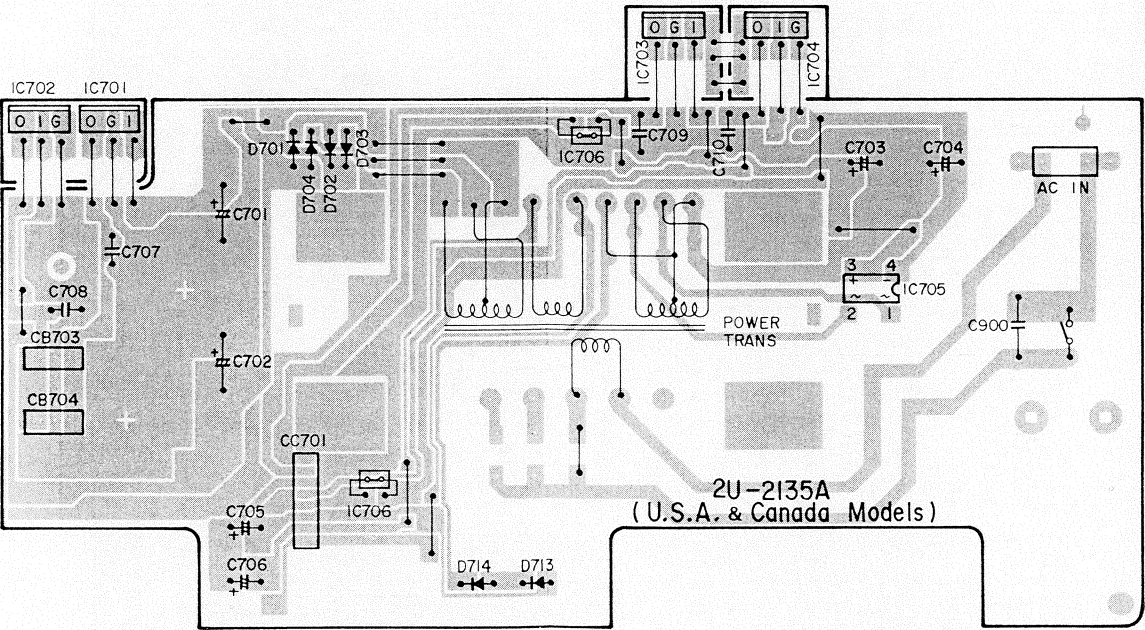 O G I
O I G
IC703
IC704
IC702
IC701
O I G
O G I
D701
D704
D702
D703
IC706
C709
C710
C703
+
C704
+
AC IN
+
C701
C707
3 4
+ −
IC705
~ ~
2 1
C708
CB703
POWER
TRANS
C900
+
C702
CB704
CC701
IC706
2U-2135A
(U.S.A. & Canada Models)
C705
+
C706
+
D714
D713